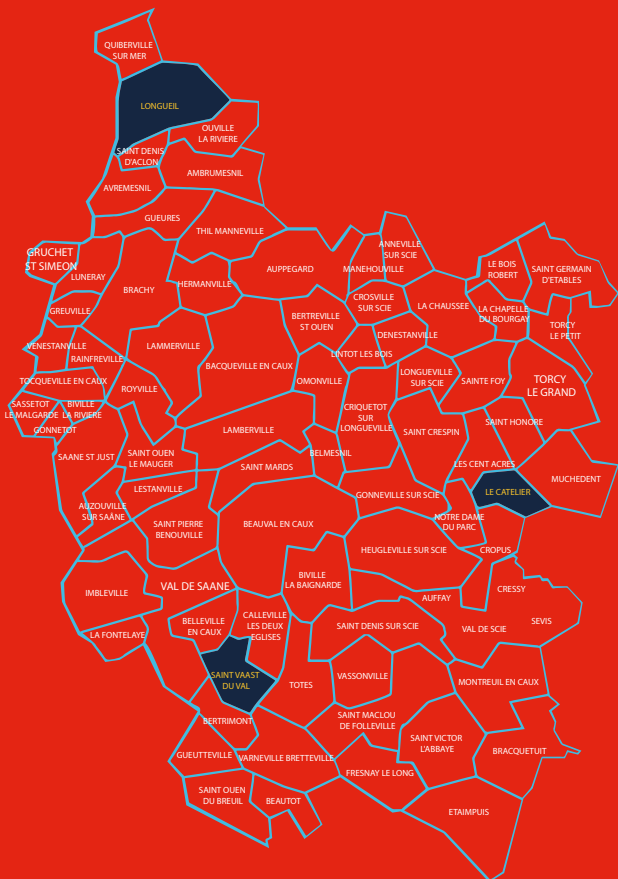 QUIBERVILLE
SUR MER
LONGUEIL
OUVILLE
LA RIVIERE
SAINT DENIS
D'ACLON
AMBRUMESNIL
AVREMESNIL
GUEURES
THIL MANNEVILLE
ANNEVILLE
SUR SCIE
GRUCHET
ST SIMEON
LUNERAY
AUPPEGARD
MANEHOUVILLE
LE BOIS
ROBERT
SAINT GERMAIN
D'ETABLES
BRACHY
HERMANVILLE
CROSVILLE
SUR SCIE
LA CHAUSSEE
LA CHAPELLE
DU BOURGAY
GREUVILLE
BERTREVILLE
ST OUEN
DENESTANVILLE
TORCY
LE PETIT
VENESTANVILLE
RAINFREVILLE
LAMMERVILLE
BACQUEVILLE EN CAUX
LINTOT LES BOIS
TOCQUEVILLE EN CAUX
ROYVILLE
OMONVILLE
LONGUEVILLE
SUR SCIE
SAINTE FOY
TORCY
LE GRAND
SASSETOT
LE MALGARDE
BIVILLE
LA RIVIERE
GONNETOT
CRIQUETOT
SUR
LONGUEVILLE
SAINT CRESPIN
SAINT HONORE
LAMBERVILLE
SAANE ST JUST
SAINT OUEN
LE MAUGER
SAINT MARDS
BELMESNIL
LES CENT ACRES
MUCHEDENT
LESTANVILLE
GONNEVILLE SUR SCIE
LE CATELIER
AUZOUVILLE
SUR SAÂNE
SAINT PIERRE
BENOUVILLE
BEAUVAL EN CAUX
NOTRE DAME
DU PARC
HEUGLEVILLE SUR SCIE
CROPUS
IMBLEVILLE
VAL DE SAANE
BIVILLE
LA BAIGNARDE
CRESSY
AUFFAY
BELLEVILLE
EN CAUX
CALLEVILLE
LES DEUX
EGLISES
SAINT DENIS SUR SCIE
VAL DE SCIE
SEVIS
LA FONTELAYE
SAINT VAAST
DU VAL
TOTES
VASSONVILLE
MONTREUIL EN CAUX
BERTRIMONT
SAINT MACLOU
DE FOLLEVILLE
SAINT VICTOR
L'ABBAYE
BRACQUETUIT
GUEUTTEVILLE
VARNEVILLE BRETTEVILLE
FRESNAY LE LONG
SAINT OUEN
DU BREUIL
BEAUTOT
ETAIMPUIS